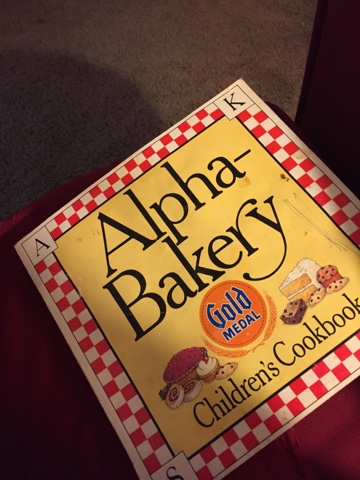 A
K
Alpha-
Bakery
Gold
MEDAL
Children's Cookbook
S